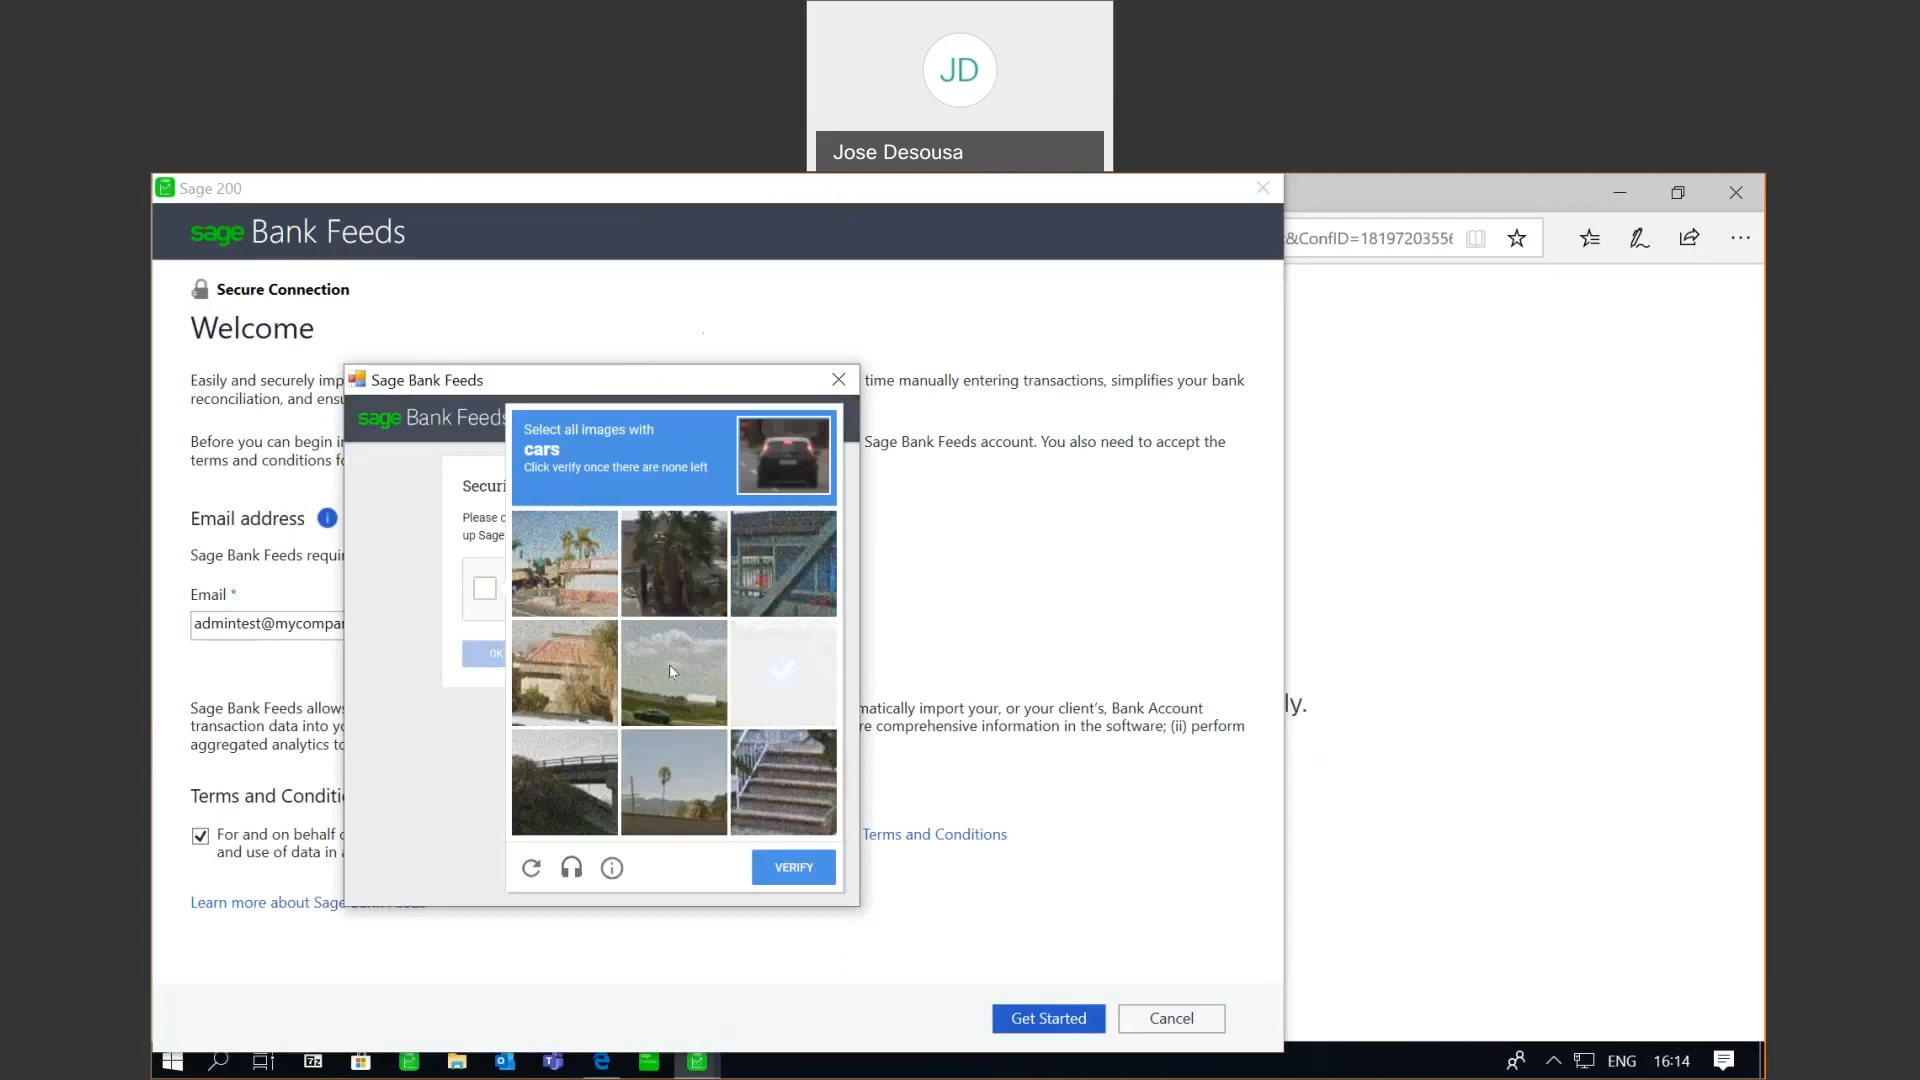 JD
Jose Desousa
Sage 200
sage Bank Feeds
&ConfID=1819720355
Secure Connection
Welcome
Easily and securely
time manually entering transactions, simplifies your bank
reconciliation, and
Before you can begin
Sage Bank Feeds account. You also need to accept the
terms and conditions
Email address
Sage Bank Feeds
Email *
admintest@mycompa
Sage Bank Feeds
sage Bank Feeds
Select all images with
cars
Click verify once there are none left
Securi
Please
up Sage
OK
VERIFY
Sage Bank Feeds allows
matically import your, or your client's, Bank Account
transaction data into
re comprehensive information in the software; (ii) perform
aggregated analytics to
ly.
Terms and Conditi
For and on behalf
Terms and Conditions
and use of data in
Learn more about Sage
Get Started
Cancel
ENG
16:14